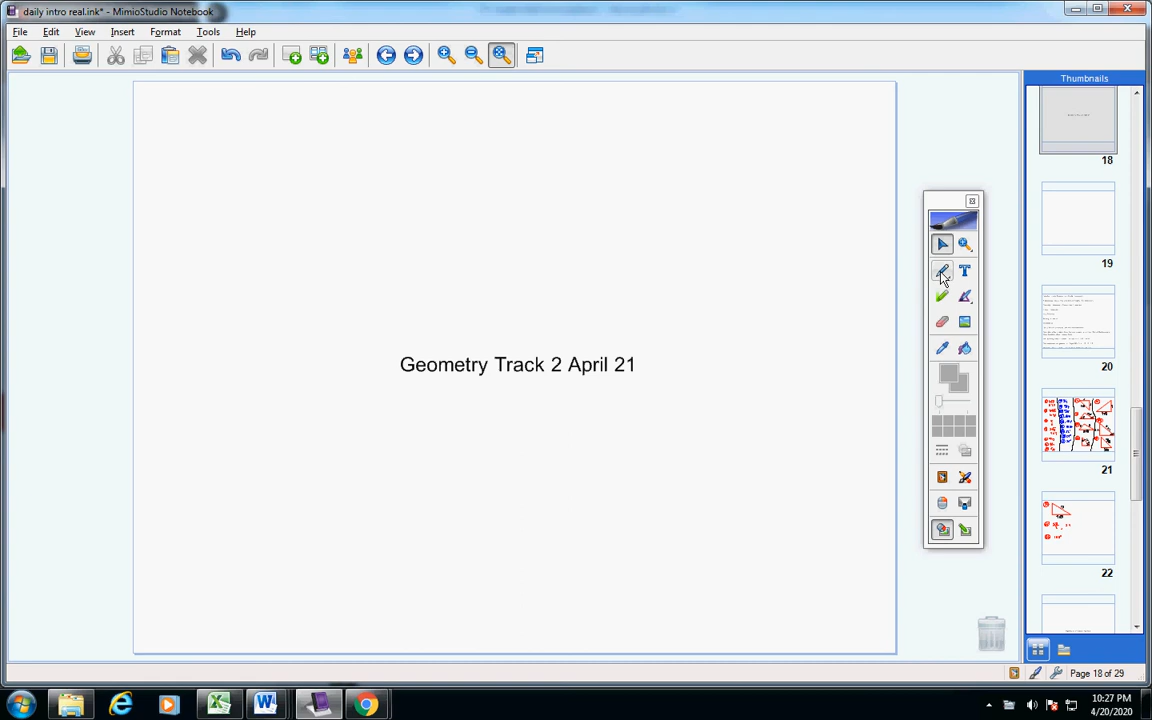 daily intro real.ink* - MimioStudio Notebook
File Edit View Insert Format Tools Help
Thumbnails
18
19
20
21
22
Geometry Track 2 April 21
T
Page 18 of 29
10:27 PM
4/20/2020